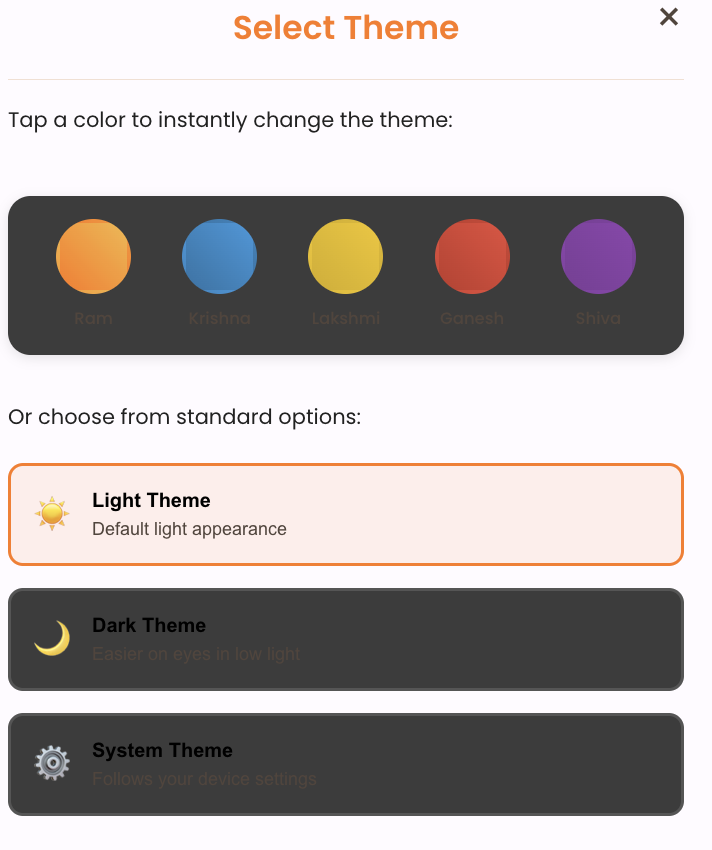 Select Theme
×
Tap a color to instantly change the theme:
Ram
Krishna
Lakshmi
Ganesh
Shiva
Or choose from standard options:
Light Theme
Default light appearance
Dark Theme
Easier on eyes in low light
System Theme
Follows your device settings